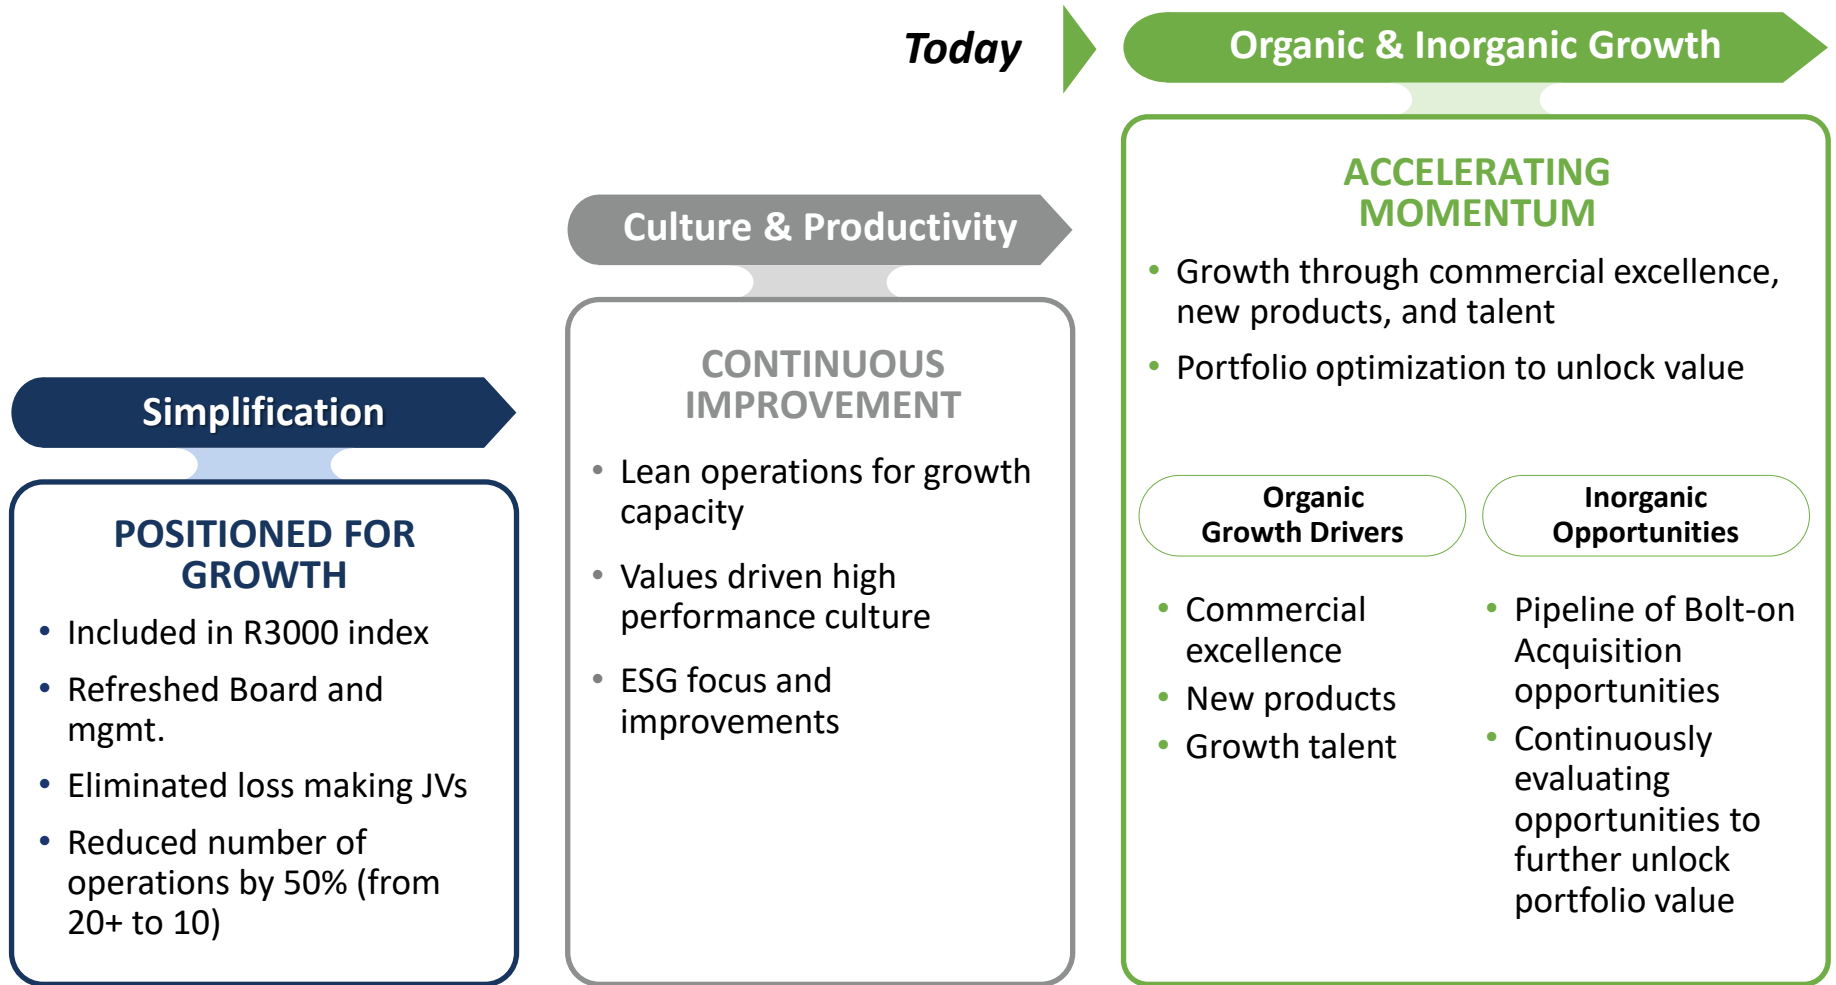 Today
Organic & Inorganic Growth
ACCELERATING
MOMENTUM
• Growth through commercial excellence,
new products, and talent
• Portfolio optimization to unlock value
Organic
Growth Drivers
• Commercial
excellence
• New products
• Growth talent
Inorganic
Opportunities
• Pipeline of Bolt-on
Acquisition
opportunities
• Continuously
evaluating
opportunities to
further unlock
portfolio value
Culture & Productivity
CONTINUOUS
IMPROVEMENT
• Lean operations for growth
capacity
• Values driven high
performance culture
• ESG focus and
improvements
Simplification
POSITIONED FOR
GROWTH
• Included in R3000 index
• Refreshed Board and
mgmt.
• Eliminated loss making JVs
• Reduced number of
operations by 50% (from
20+ to 10)